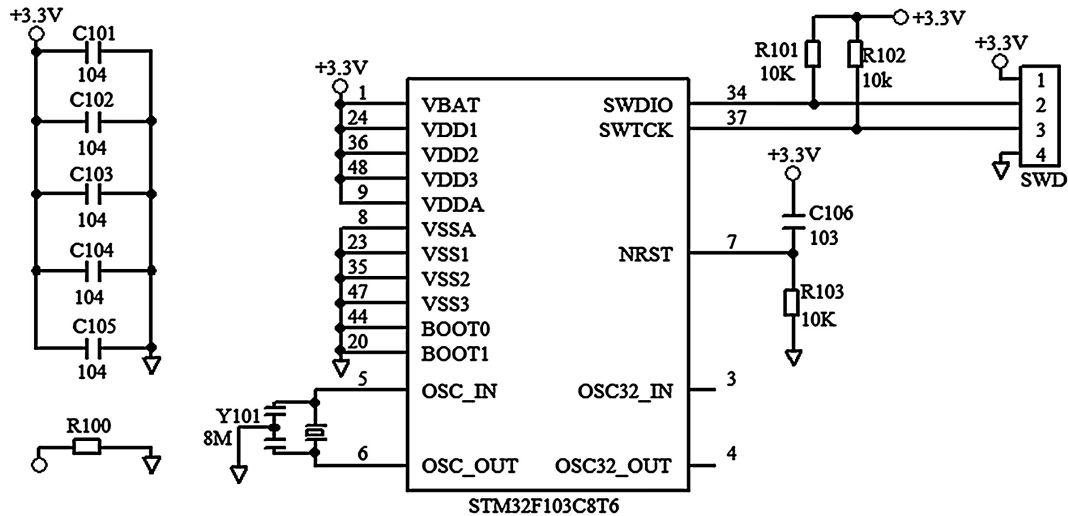 +3.3V
C101
104
C102
104
C103
104
C104
104
C105
104
R100
+3.3V
1 VBAT
24 VDD1
36 VDD2
48 VDD3
9 VDDA
8 VSSA
23 VSS1
35 VSS2
47 VSS3
44 BOOT0
20 BOOT1
5 OSC_IN
6 OSC_OUT
Y101
8M
SWDIO 34
SWTCK 37
NRST 7
OSC32_IN 3
OSC32_OUT 4
STM32F103C8T6
+3.3V
R101
10K
R102
10k
+3.3V
1
2
3
4
SWD
+3.3V
C106
103
R103
10K